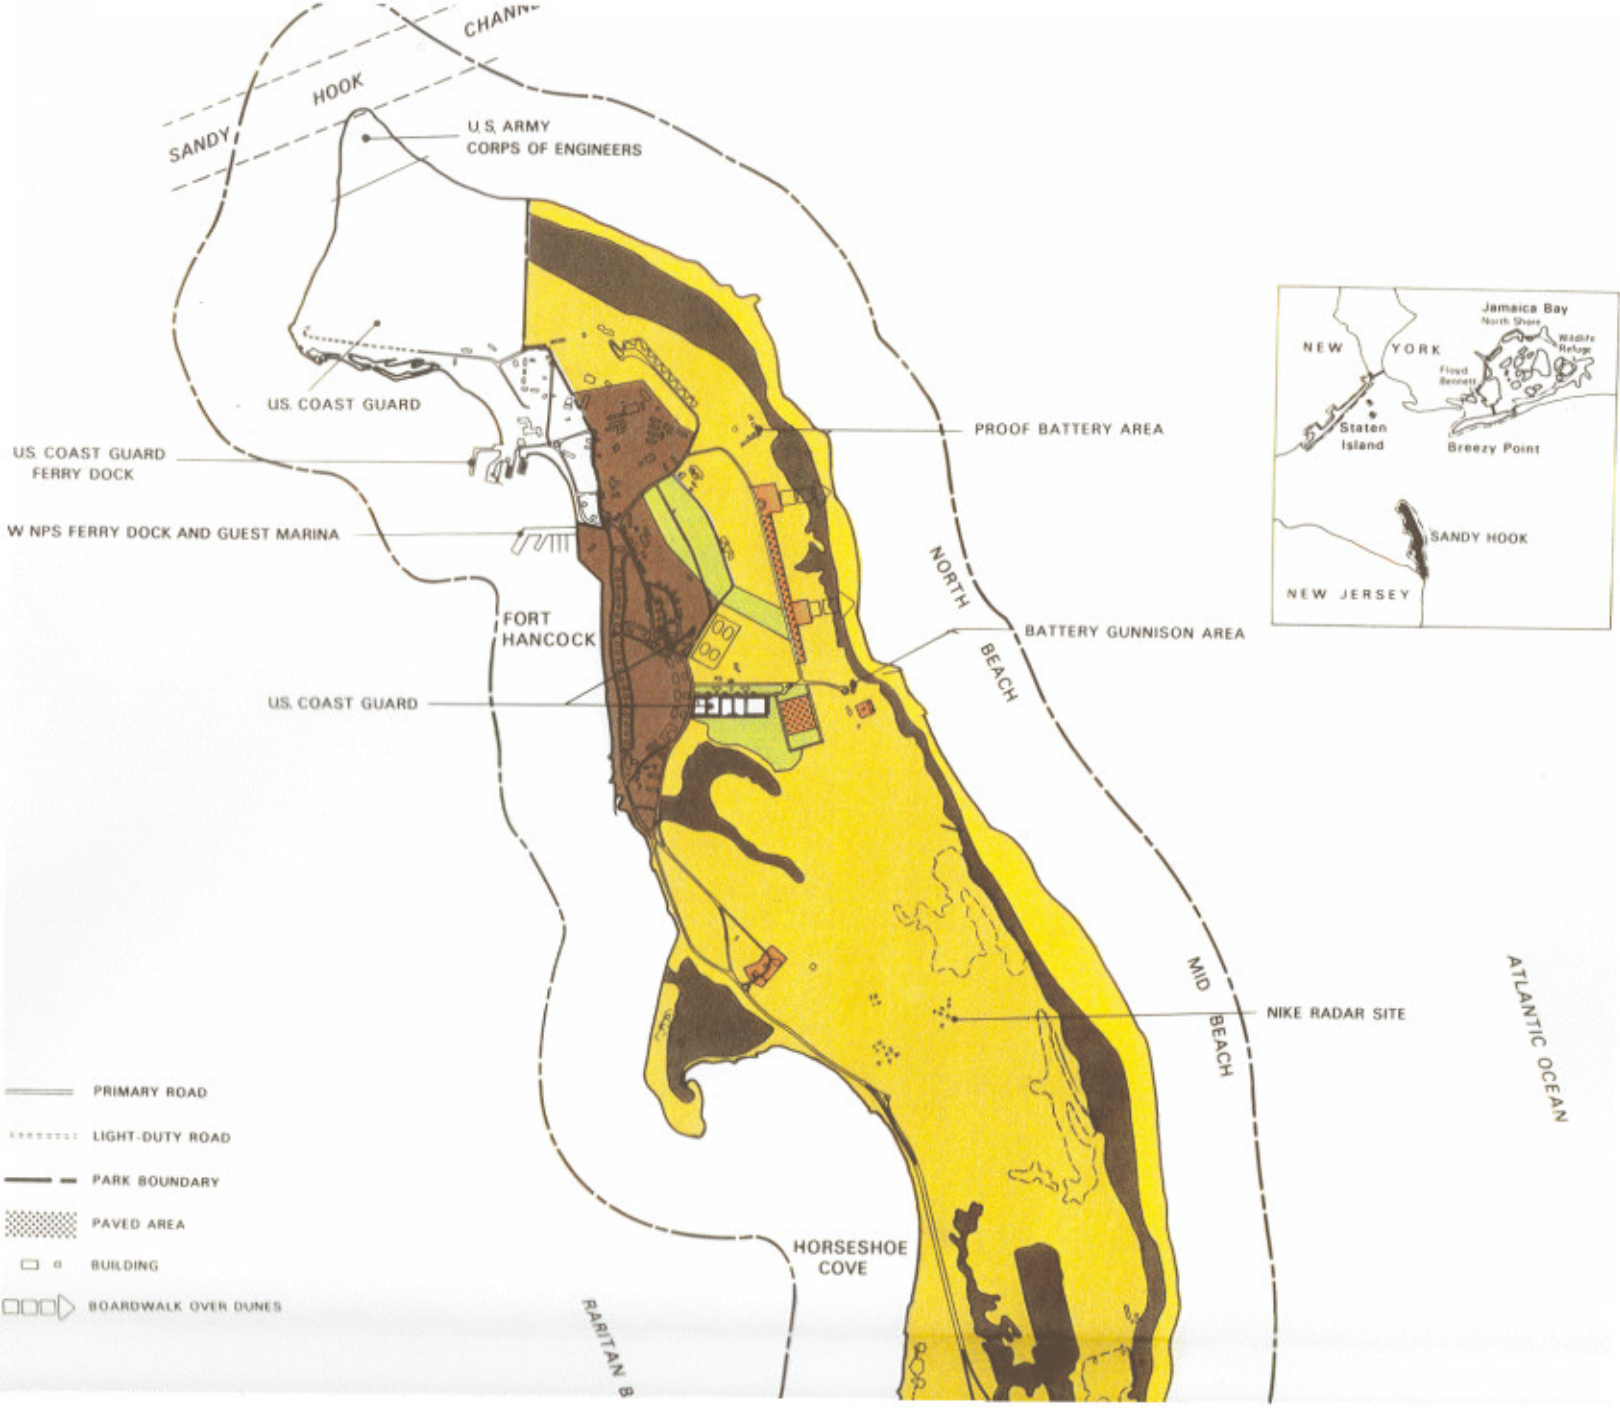 SANDY HOOK
U.S. ARMY
CORPS OF ENGINEERS
U.S. COAST GUARD
U.S. COAST GUARD
FERRY DOCK
W NPS FERRY DOCK AND GUEST MARINA
FORT
HANCOCK
U.S. COAST GUARD
PROOF BATTERY AREA
NORTH
BEACH
BATTERY GUNNISON AREA
MID
BEACH
NIKE RADAR SITE
ATLANTIC OCEAN
HORSESHOE
COVE
RARITAN B
PRIMARY ROAD
LIGHT-DUTY ROAD
PARK BOUNDARY
PAVED AREA
BUILDING
BOARDWALK OVER DUNES
Jamaica Bay
North Shore
Wildlife
Refuge
NEW YORK
Floyd
Bennett
Staten
Island
Breezy Point
SANDY HOOK
NEW JERSEY